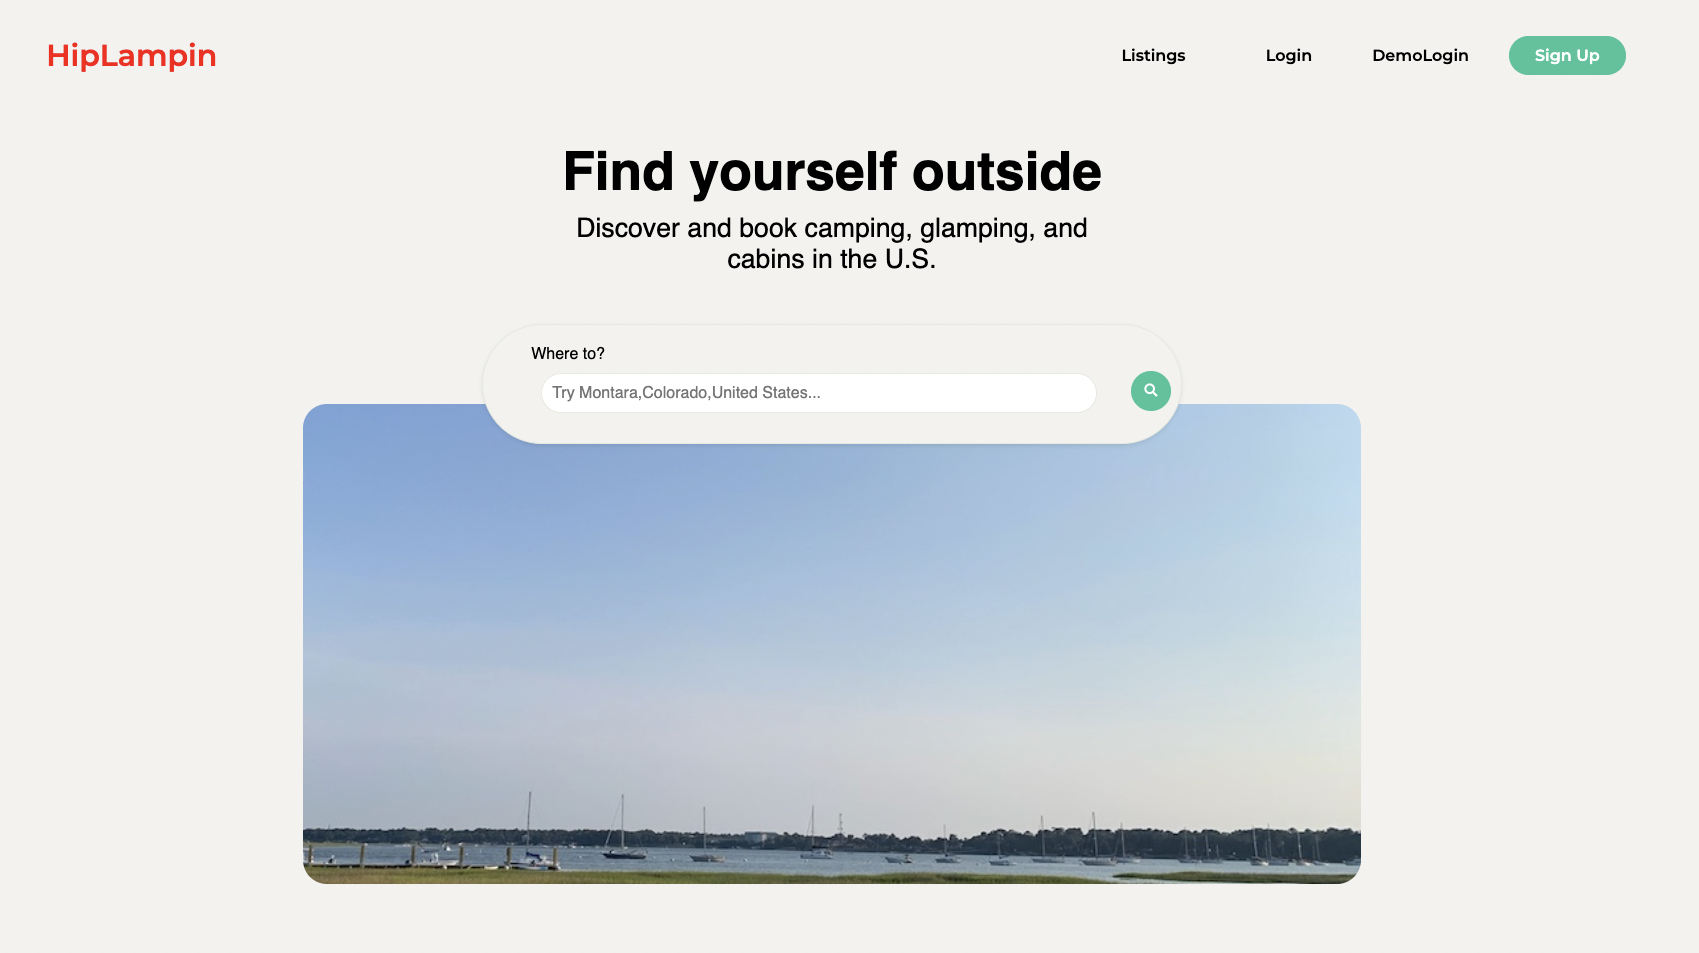 HipLampin
Listings
Login
DemoLogin
Sign Up
Find yourself outside
Discover and book camping, glamping, and
cabins in the U.S.
Where to?
Try Montara,Colorado,United States...